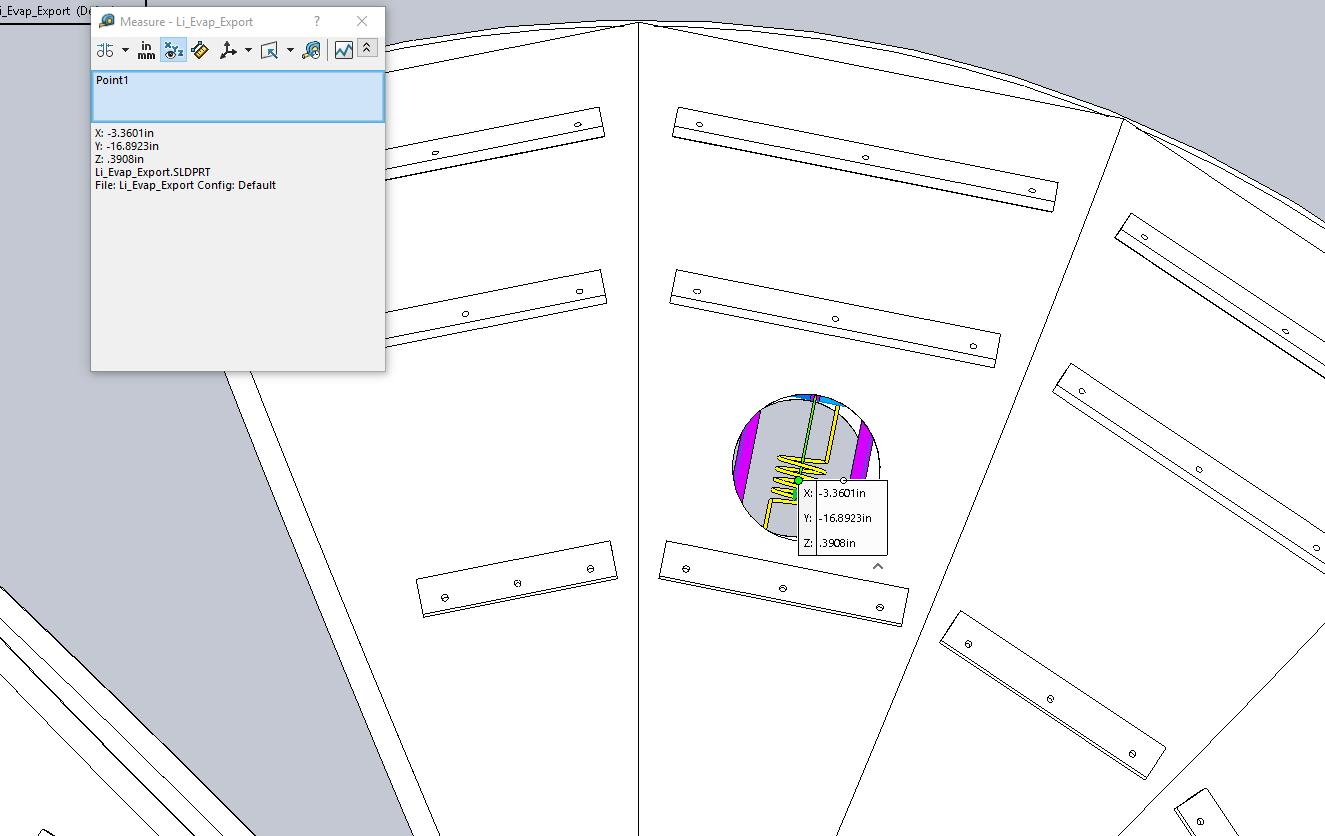 i_Evap_Export (De
Measure - Li_Evap_Export
?
in
mm
XYZ
Point1
X: -3.3601in
Y: -16.8923in
Z: .3908in
Li_Evap_Export.SLDPRT
File: Li_Evap_Export Config: Default
X: -3.3601in
Y: -16.8923in
Z: .3908in